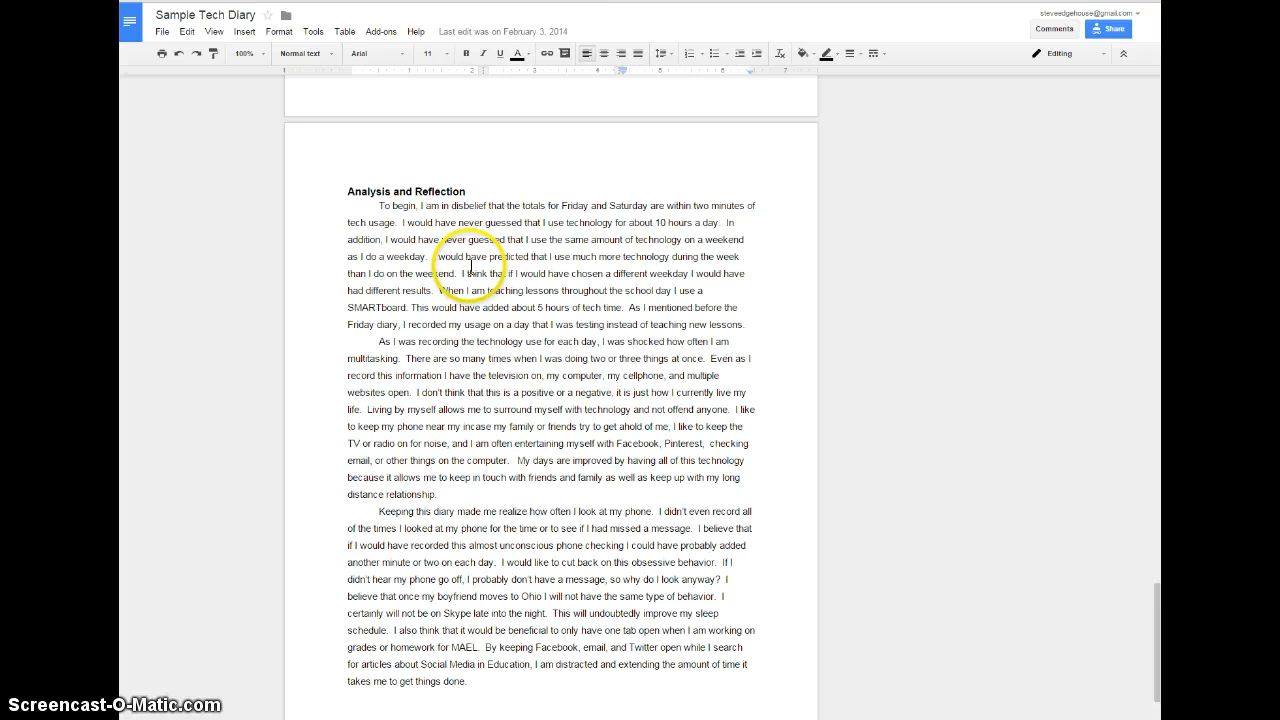 Sample Tech Diary
steveedgehouse@gmail.com
File Edit View Insert Format Tools Table Add-ons Help Last edit was on February 3, 2014
Comments Share
100% Normal text Arial 11 B I U A Editing
1 1 2 3 4 5 6 7
Analysis and Reflection
To begin, I am in disbelief that the totals for Friday and Saturday are within two minutes of
tech usage. I would have never guessed that I use technology for about 10 hours a day. In
addition, I would have never guessed that I use the same amount of technology on a weekend
as I do a weekday. I would have predicted that I use much more technology during the week
than I do on the weekend. I think that if I would have chosen a different weekday I would have
had different results. When I am teaching lessons throughout the school day I use a
SMARTboard. This would have added about 5 hours of tech time. As I mentioned before the
Friday diary, I recorded my usage on a day that I was testing instead of teaching new lessons.
As I was recording the technology use for each day, I was shocked how often I am
multitasking. There are so many times when I was doing two or three things at once. Even as I
record this information I have the television on, my computer, my cellphone, and multiple
websites open. I don't think that this is a positive or a negative, it is just how I currently live my
life. Living by myself allows me to surround myself with technology and not offend anyone. I like
to keep my phone near my incase my family or friends try to get ahold of me, I like to keep the
TV or radio on for noise, and I am often entertaining myself with Facebook, Pinterest, checking
email, or other things on the computer. My days are improved by having all of this technology
because it allows me to keep in touch with friends and family as well as keep up with my long
distance relationship.
Keeping this diary made me realize how often I look at my phone. I didn't even record all
of the times I looked at my phone for the time or to see if I had missed a message. I believe that
if I would have recorded this almost unconscious phone checking I could have probably added
another minute or two on each day. I would like to cut back on this obsessive behavior. If I
didn't hear my phone go off, I probably don't have a message, so why do I look anyway? I
believe that once my boyfriend moves to Ohio I will not have the same type of behavior. I
certainly will not be on Skype late into the night. This will undoubtedly improve my sleep
schedule. I also think that it would be beneficial to only have one tab open when I am working on
grades or homework for MAEL. By keeping Facebook, email, and Twitter open while I search
for articles about Social Media in Education, I am distracted and extending the amount of time it
takes me to get things done.
Screencast-O-Matic.com